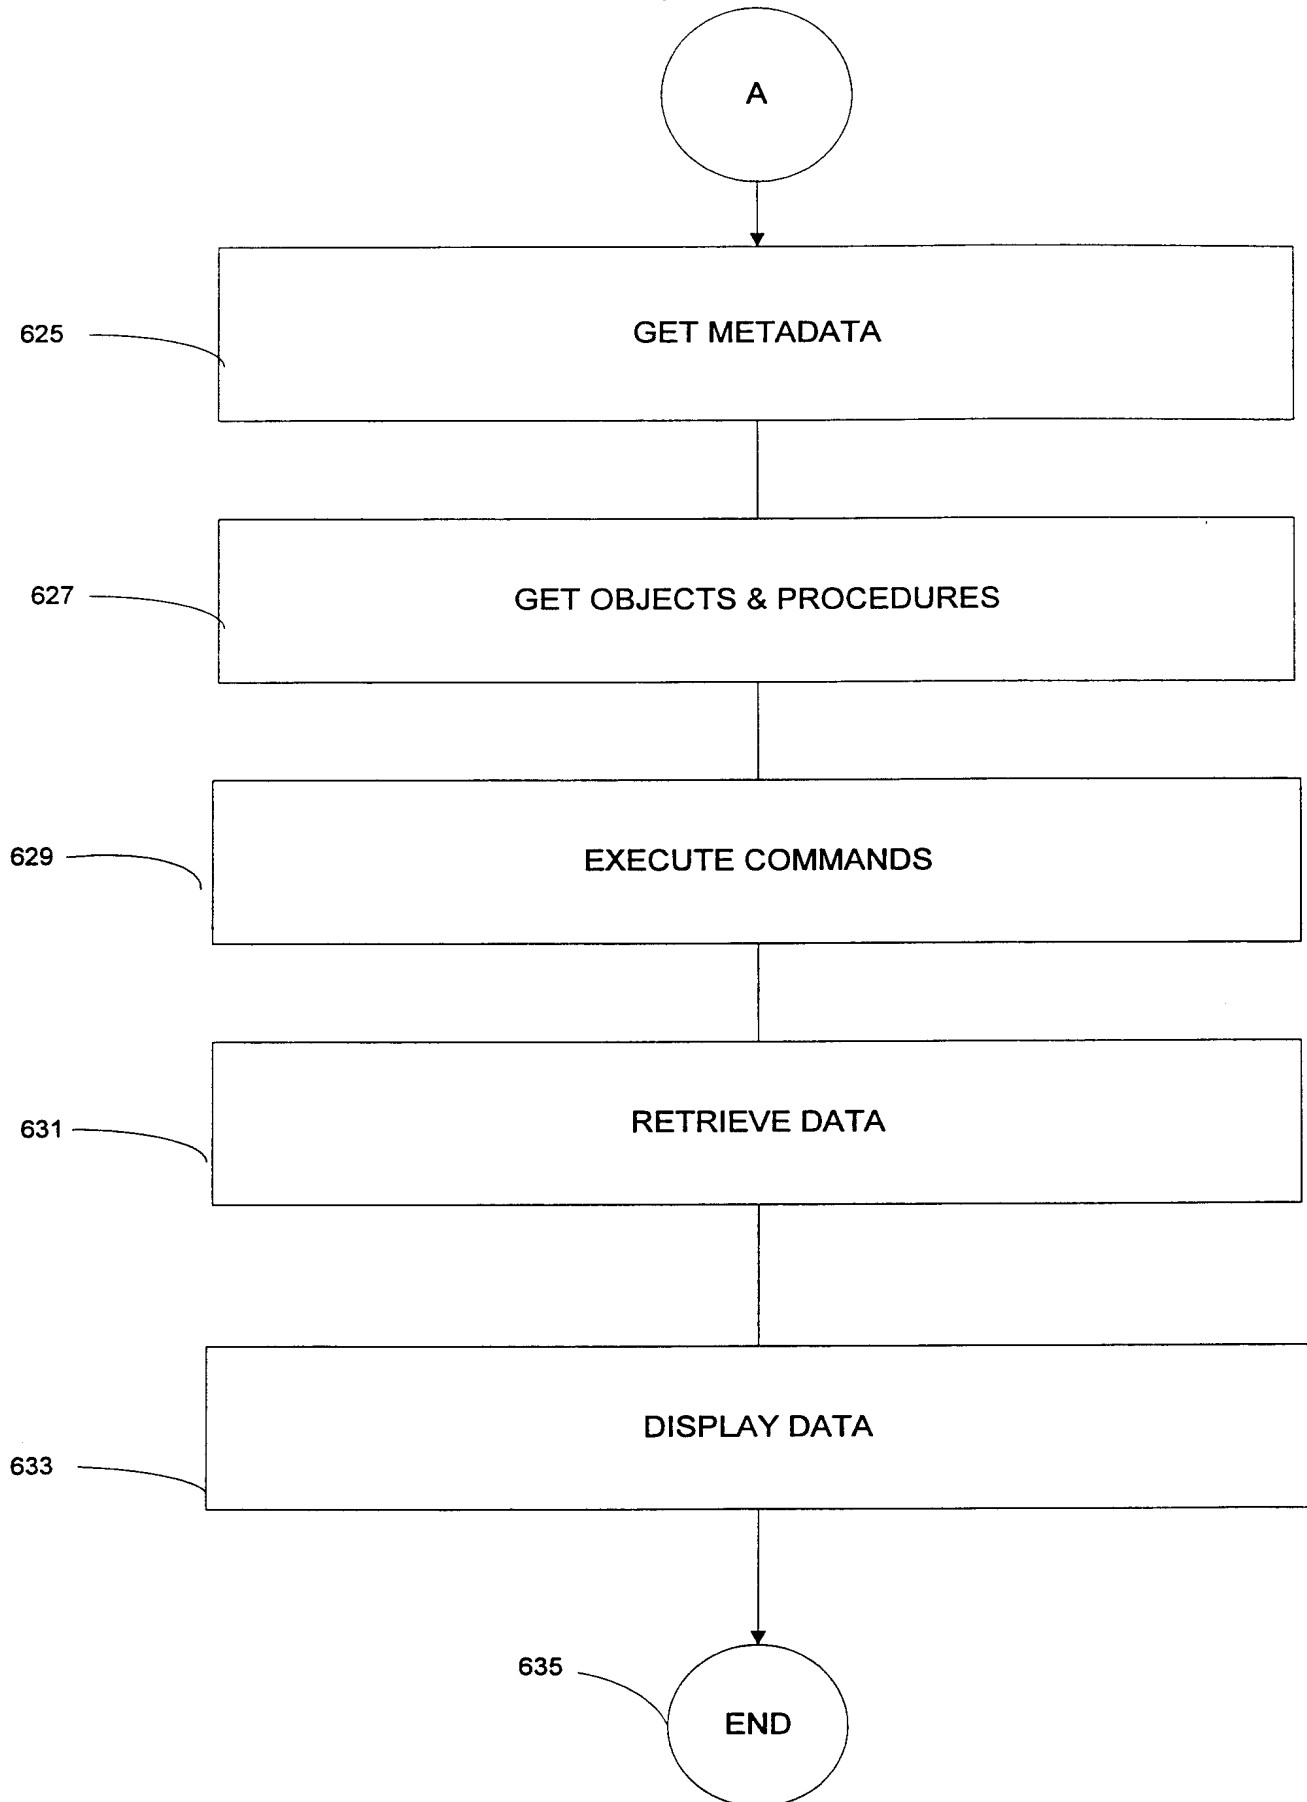 A
625
GET METADATA
627
GET OBJECTS & PROCEDURES
629
EXECUTE COMMANDS
631
RETRIEVE DATA
DISPLAY DATA
633
635
END